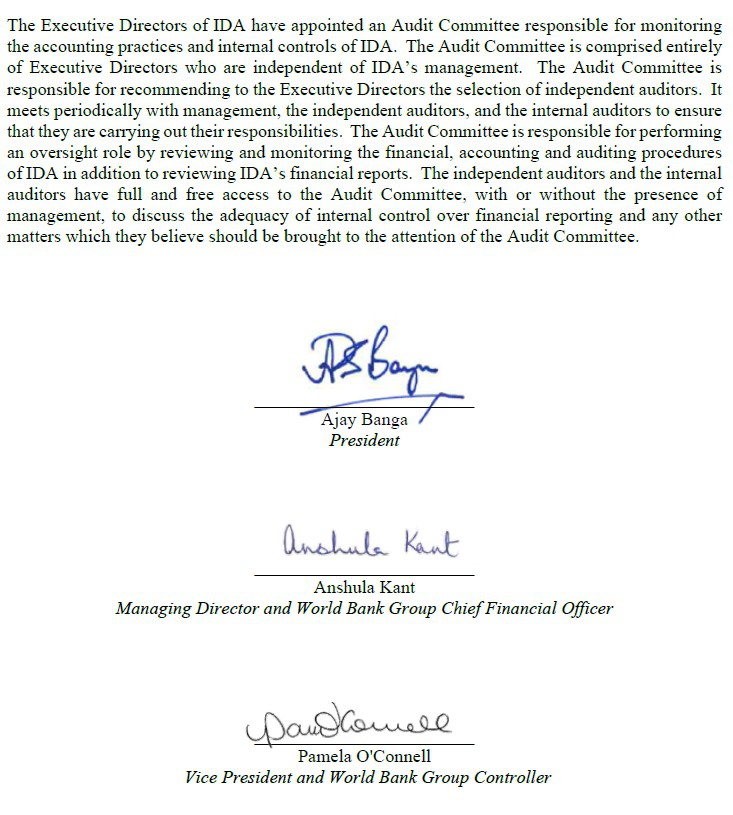 The Executive Directors of IDA have appointed an Audit Committee responsible for monitoring
the accounting practices and internal controls of IDA. The Audit Committee is comprised entirely
of Executive Directors who are independent of IDA’s management. The Audit Committee is
responsible for recommending to the Executive Directors the selection of independent auditors. It
meets periodically with management, the independent auditors, and the internal auditors to ensure
that they are carrying out their responsibilities. The Audit Committee is responsible for performing
an oversight role by reviewing and monitoring the financial, accounting and auditing procedures
of IDA in addition to reviewing IDA’s financial reports. The independent auditors and the internal
auditors have full and free access to the Audit Committee, with or without the presence of
management, to discuss the adequacy of internal control over financial reporting and any other
matters which they believe should be brought to the attention of the Audit Committee.
Ajay Banga
President
Anshula Kant
Anshula Kant
Managing Director and World Bank Group Chief Financial Officer
Pamela O'Connell
Vice President and World Bank Group Controller